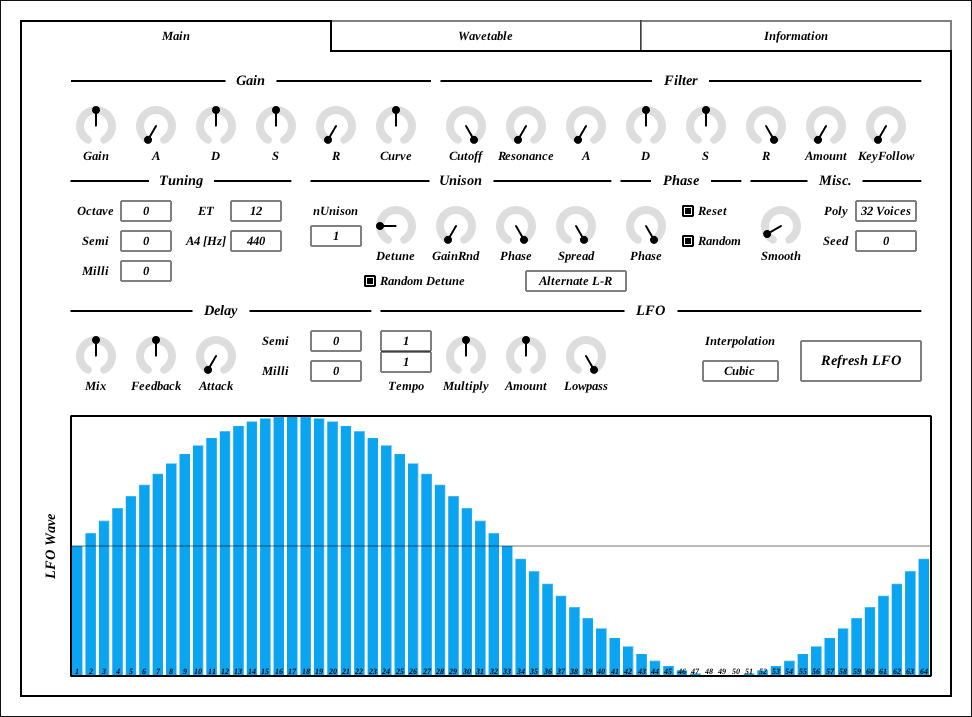 Main Wavetable Information
Gain Filter
Gain A D S R Curve Cutoff Resonance A D S R Amount KeyFollow
Tuning Unison Phase Misc.
Octave 0 ET 12 nUnison Reset Poly 32 Voices
Semi 0 A4 [Hz] 440 1 Random Seed 0
Detune GainRnd Phase Spread Phase Smooth
Milli 0 Random Detune Alternate L-R
Delay LFO
Semi 0 1 Interpolation
1 Refresh LFO
Milli 0 Cubic
Mix Feedback Attack Tempo Multiply Amount Lowpass
LFO Wave
1 2 3 4 5 6 7 8 9 10 11 12 13 14 15 16 17 18 19 20 21 22 23 24 25 26 27 28 29 30 31 32 33 34 35 36 37 38 39 40 41 42 43 44 45 46 47 48 49 50 51 52 53 54 55 56 57 58 59 60 61 62 63 64